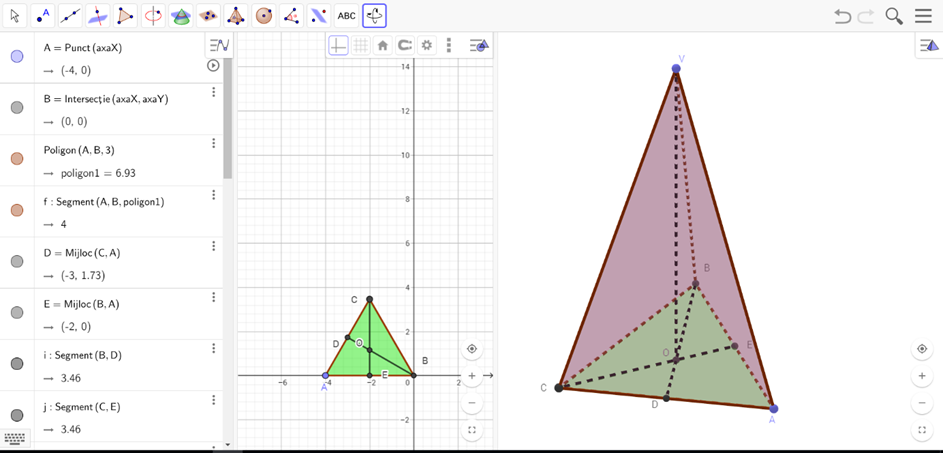 ABC
A = Punct (axaX)
→ (-4, 0)
B = Intersecție (axaX, axaY)
→ (0, 0)
Poligon (A, B, 3)
→ poligon1 = 6.93
f : Segment (A, B, poligon1)
→ 4
D = Mijloc (C, A)
→ (-3, 1.73)
E = Mijloc (B, A)
→ (-2, 0)
i : Segment (B, D)
→ 3.46
j : Segment (C, E)
→ 3.46
14
12
10
8
6
4
2
0
−2
−6
−4
−2
2
C
D
O
B
E
A
V
B
O
E
C
D
A